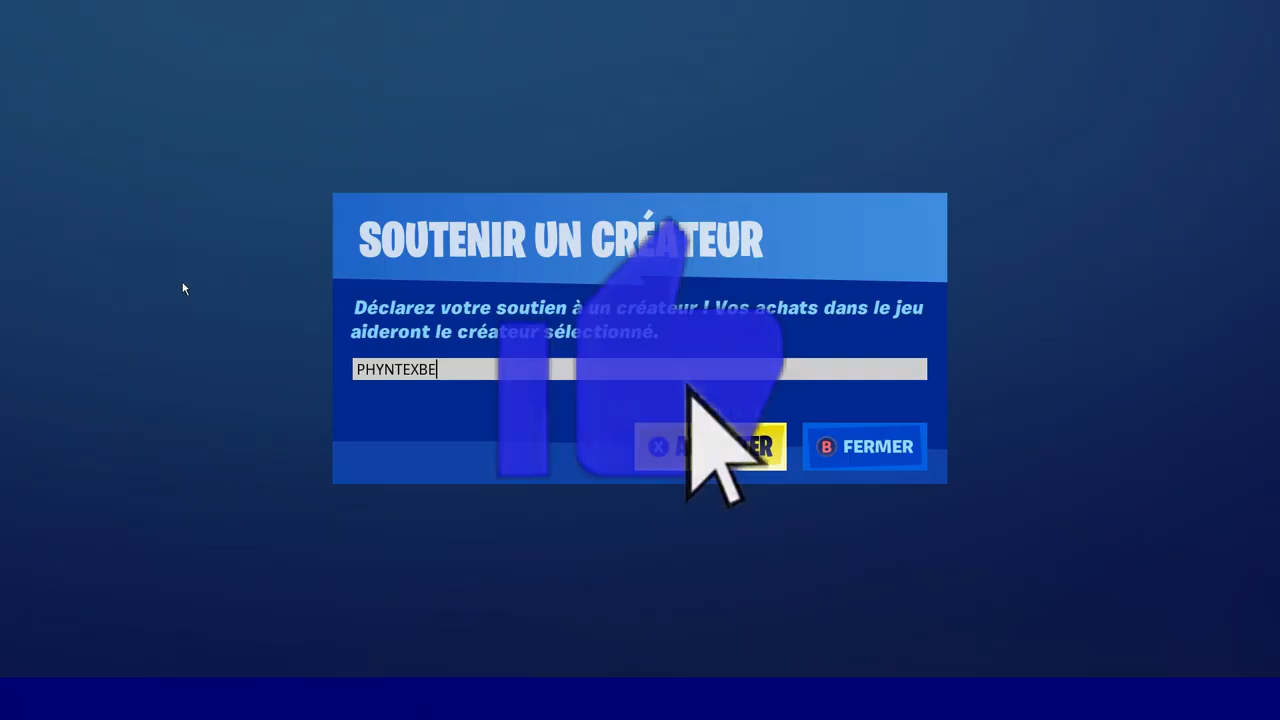 SOUTENIR UN CRÉATEUR
Déclarez votre soutien à un créateur ! Vos achats dans le jeu
aideront le créateur sélectionné.
PHYNTEXBE
X
B FERMER